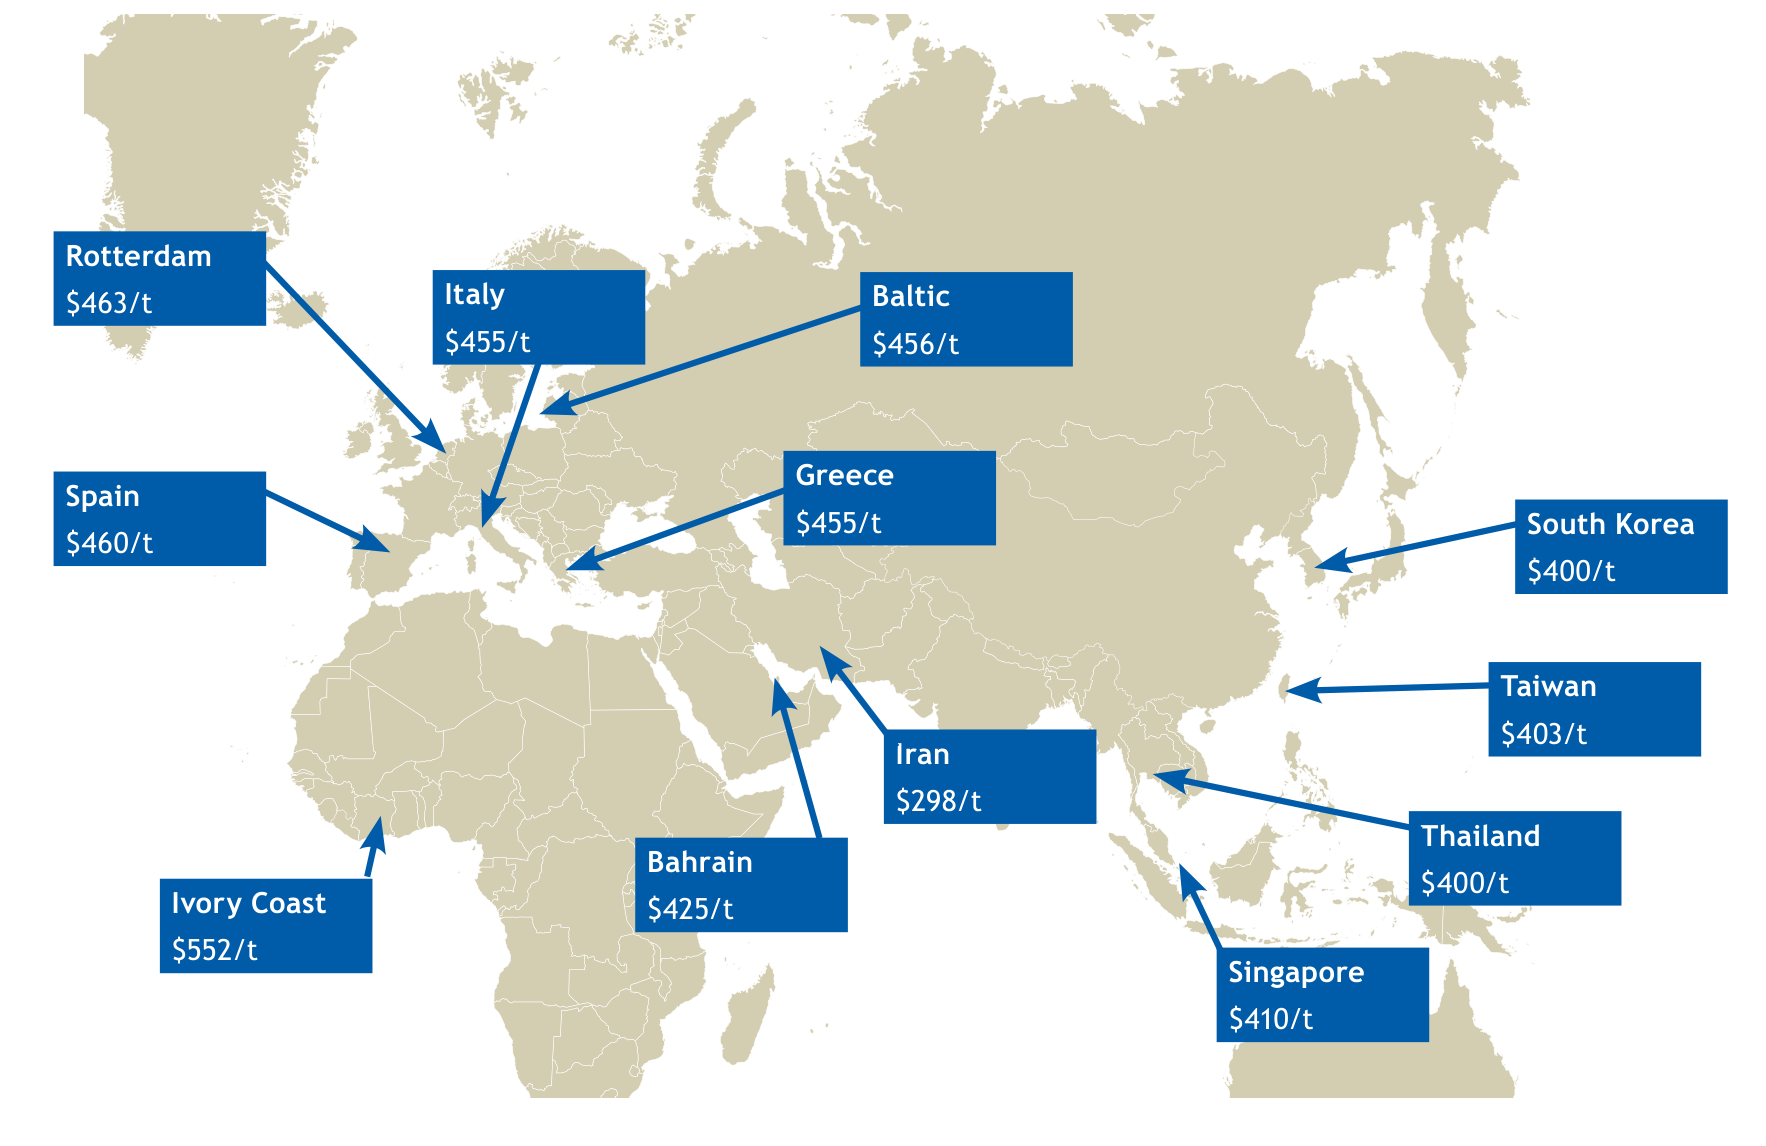 Rotterdam
$463/t
Italy
$455/t
Baltic
$456/t
Spain
$460/t
Greece
$455/t
South Korea
$400/t
Taiwan
$403/t
Iran
$298/t
Thailand
$400/t
Bahrain
$425/t
Ivory Coast
$552/t
Singapore
$410/t